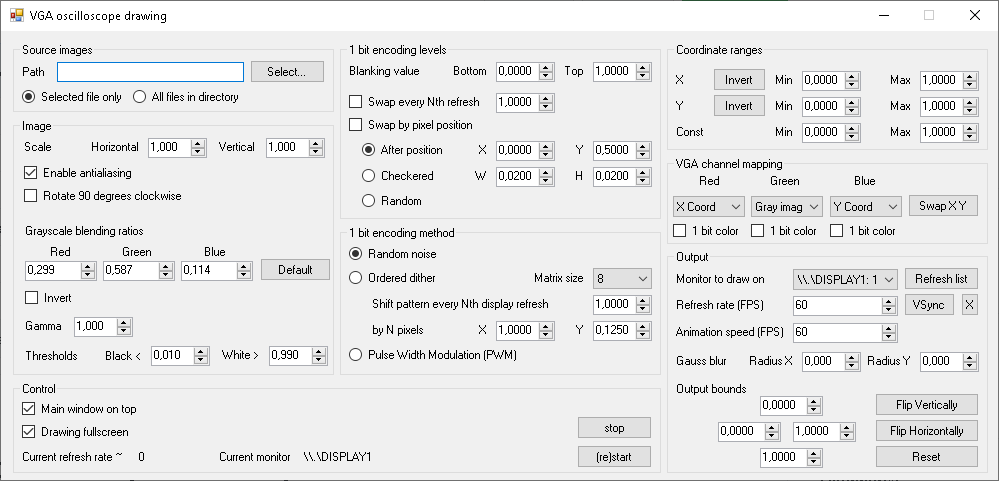 VGA oscilloscope drawing
Source images
Path Select...
Selected file only All files in directory
Image
Scale Horizontal 1,000 Vertical 1,000
Enable antialiasing
Rotate 90 degrees clockwise
Grayscale blending ratios
Red Green Blue
0,299 0,587 0,114 Default
Invert
Gamma 1,000
Thresholds Black < 0,010 White > 0,990
1 bit encoding levels
Blanking value Bottom 0,0000 Top 1,0000
Swap every Nth refresh 1,0000
Swap by pixel position
After position X 0,0000 Y 0,5000
Checkered W 0,0200 H 0,0200
Random
1 bit encoding method
Random noise
Ordered dither Matrix size 8
Shift pattern every Nth display refresh 1,0000
by N pixels X 1,0000 Y 0,1250
Pulse Width Modulation (PWM)
Control
Main window on top
Drawing fullscreen stop
Current refresh rate ~ 0 Current monitor \\.\DISPLAY1 (re)start
Coordinate ranges
X Invert Min 0,0000 Max 1,0000
Y Invert Min 0,0000 Max 1,0000
Const Min 0,0000 Max 1,0000
VGA channel mapping
Red Green Blue
X Coord Gray imag Y Coord Swap X Y
1 bit color 1 bit color 1 bit color
Output
Monitor to draw on \\.\DISPLAY1: 1 Refresh list
Refresh rate (FPS) 60 VSync X
Animation speed (FPS) 60
Gauss blur Radius X 0,000 Radius Y 0,000
Output bounds
0,0000 Flip Vertically
0,0000 1,0000 Flip Horizontally
1,0000 Reset